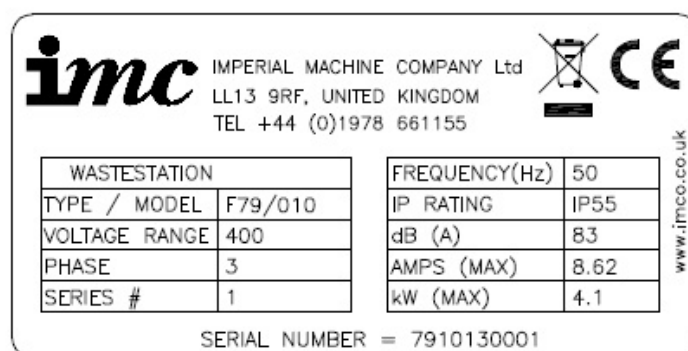 imc
IMPERIAL MACHINE COMPANY Ltd
LL13 9RF, UNITED KINGDOM
TEL +44 (0)1978 661155
CE
www.imco.co.uk
WASTESTATION
TYPE / MODEL F79/010
VOLTAGE RANGE 400
PHASE 3
SERIES # 1
FREQUENCY(Hz) 50
IP RATING IP55
dB (A) 83
AMPS (MAX) 8.62
kW (MAX) 4.1
SERIAL NUMBER = 7910130001